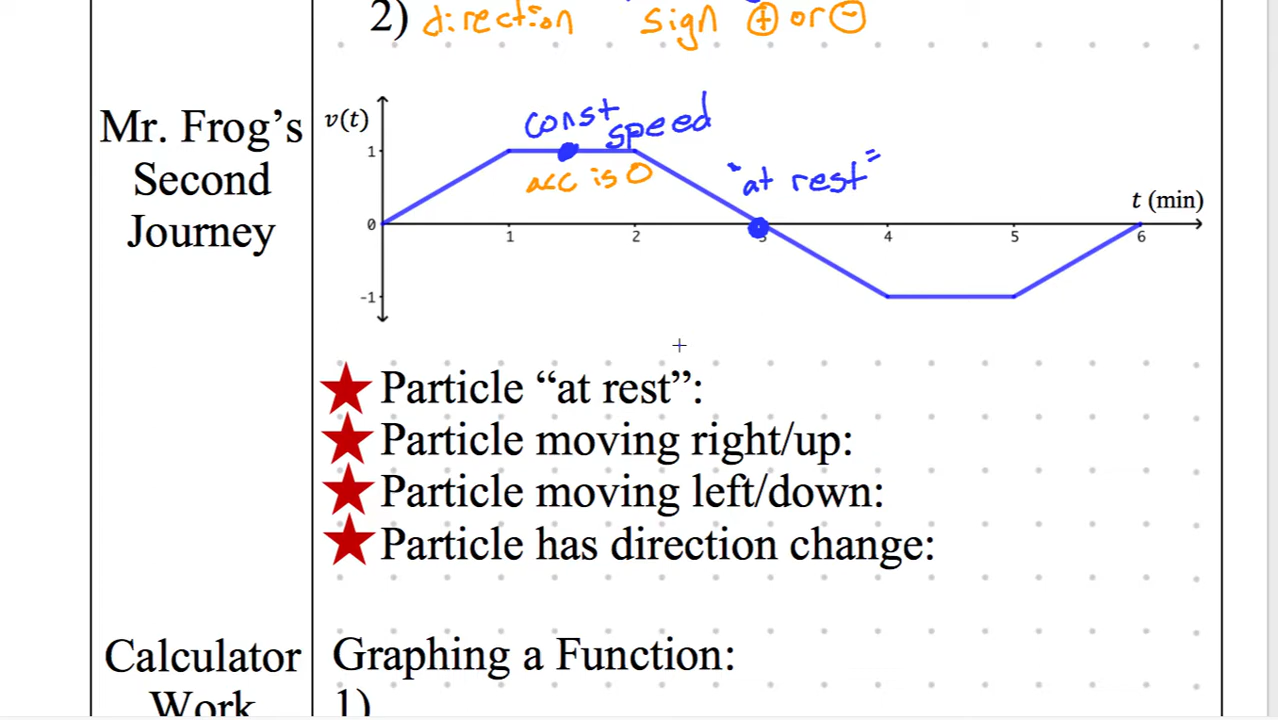 2) direction sign + or -
Mr. Frog's
Second
Journey
v(t)
const
speed
1
acc is 0
"at rest"
t (min)
0
1 2 3 4 5 6
-1
Particle “at rest”:
Particle moving right/up:
Particle moving left/down:
Particle has direction change:
Calculator
Work
Graphing a Function:
1)